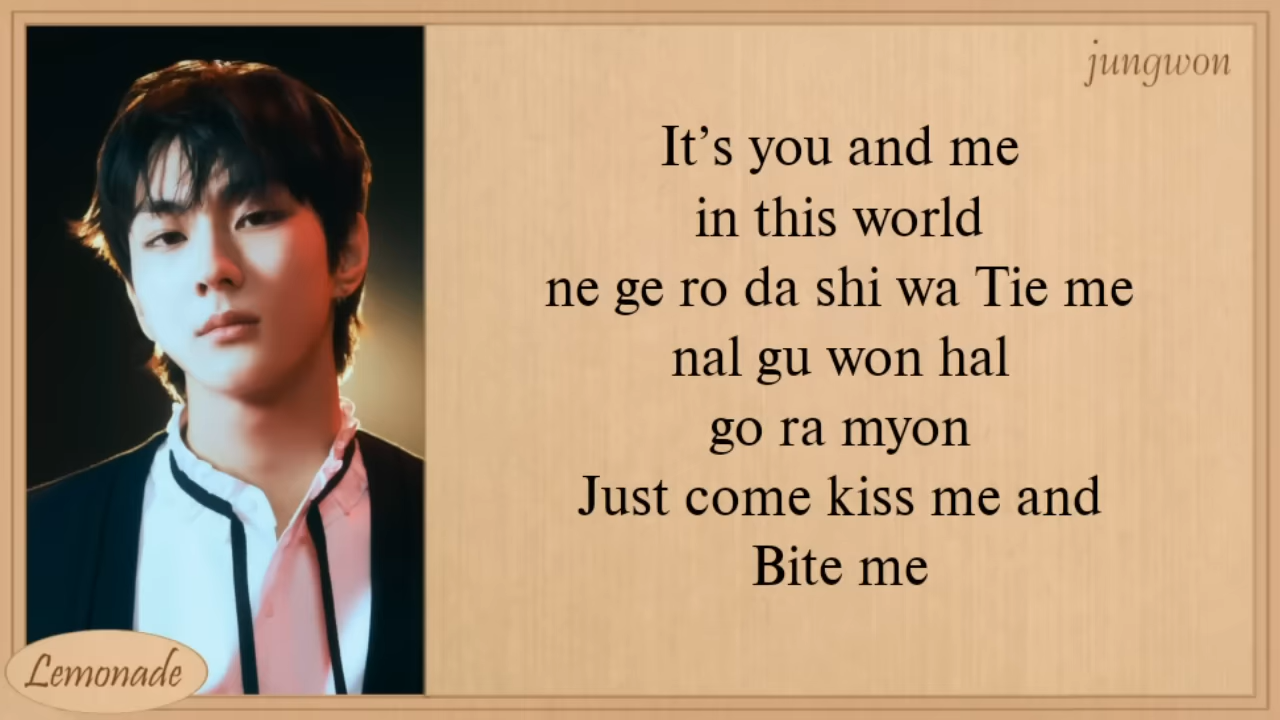 jungwon
It’s you and me
in this world
ne ge ro da shi wa Tie me
nal gu won hal
go ra myon
Just come kiss me and
Bite me
Lemonade